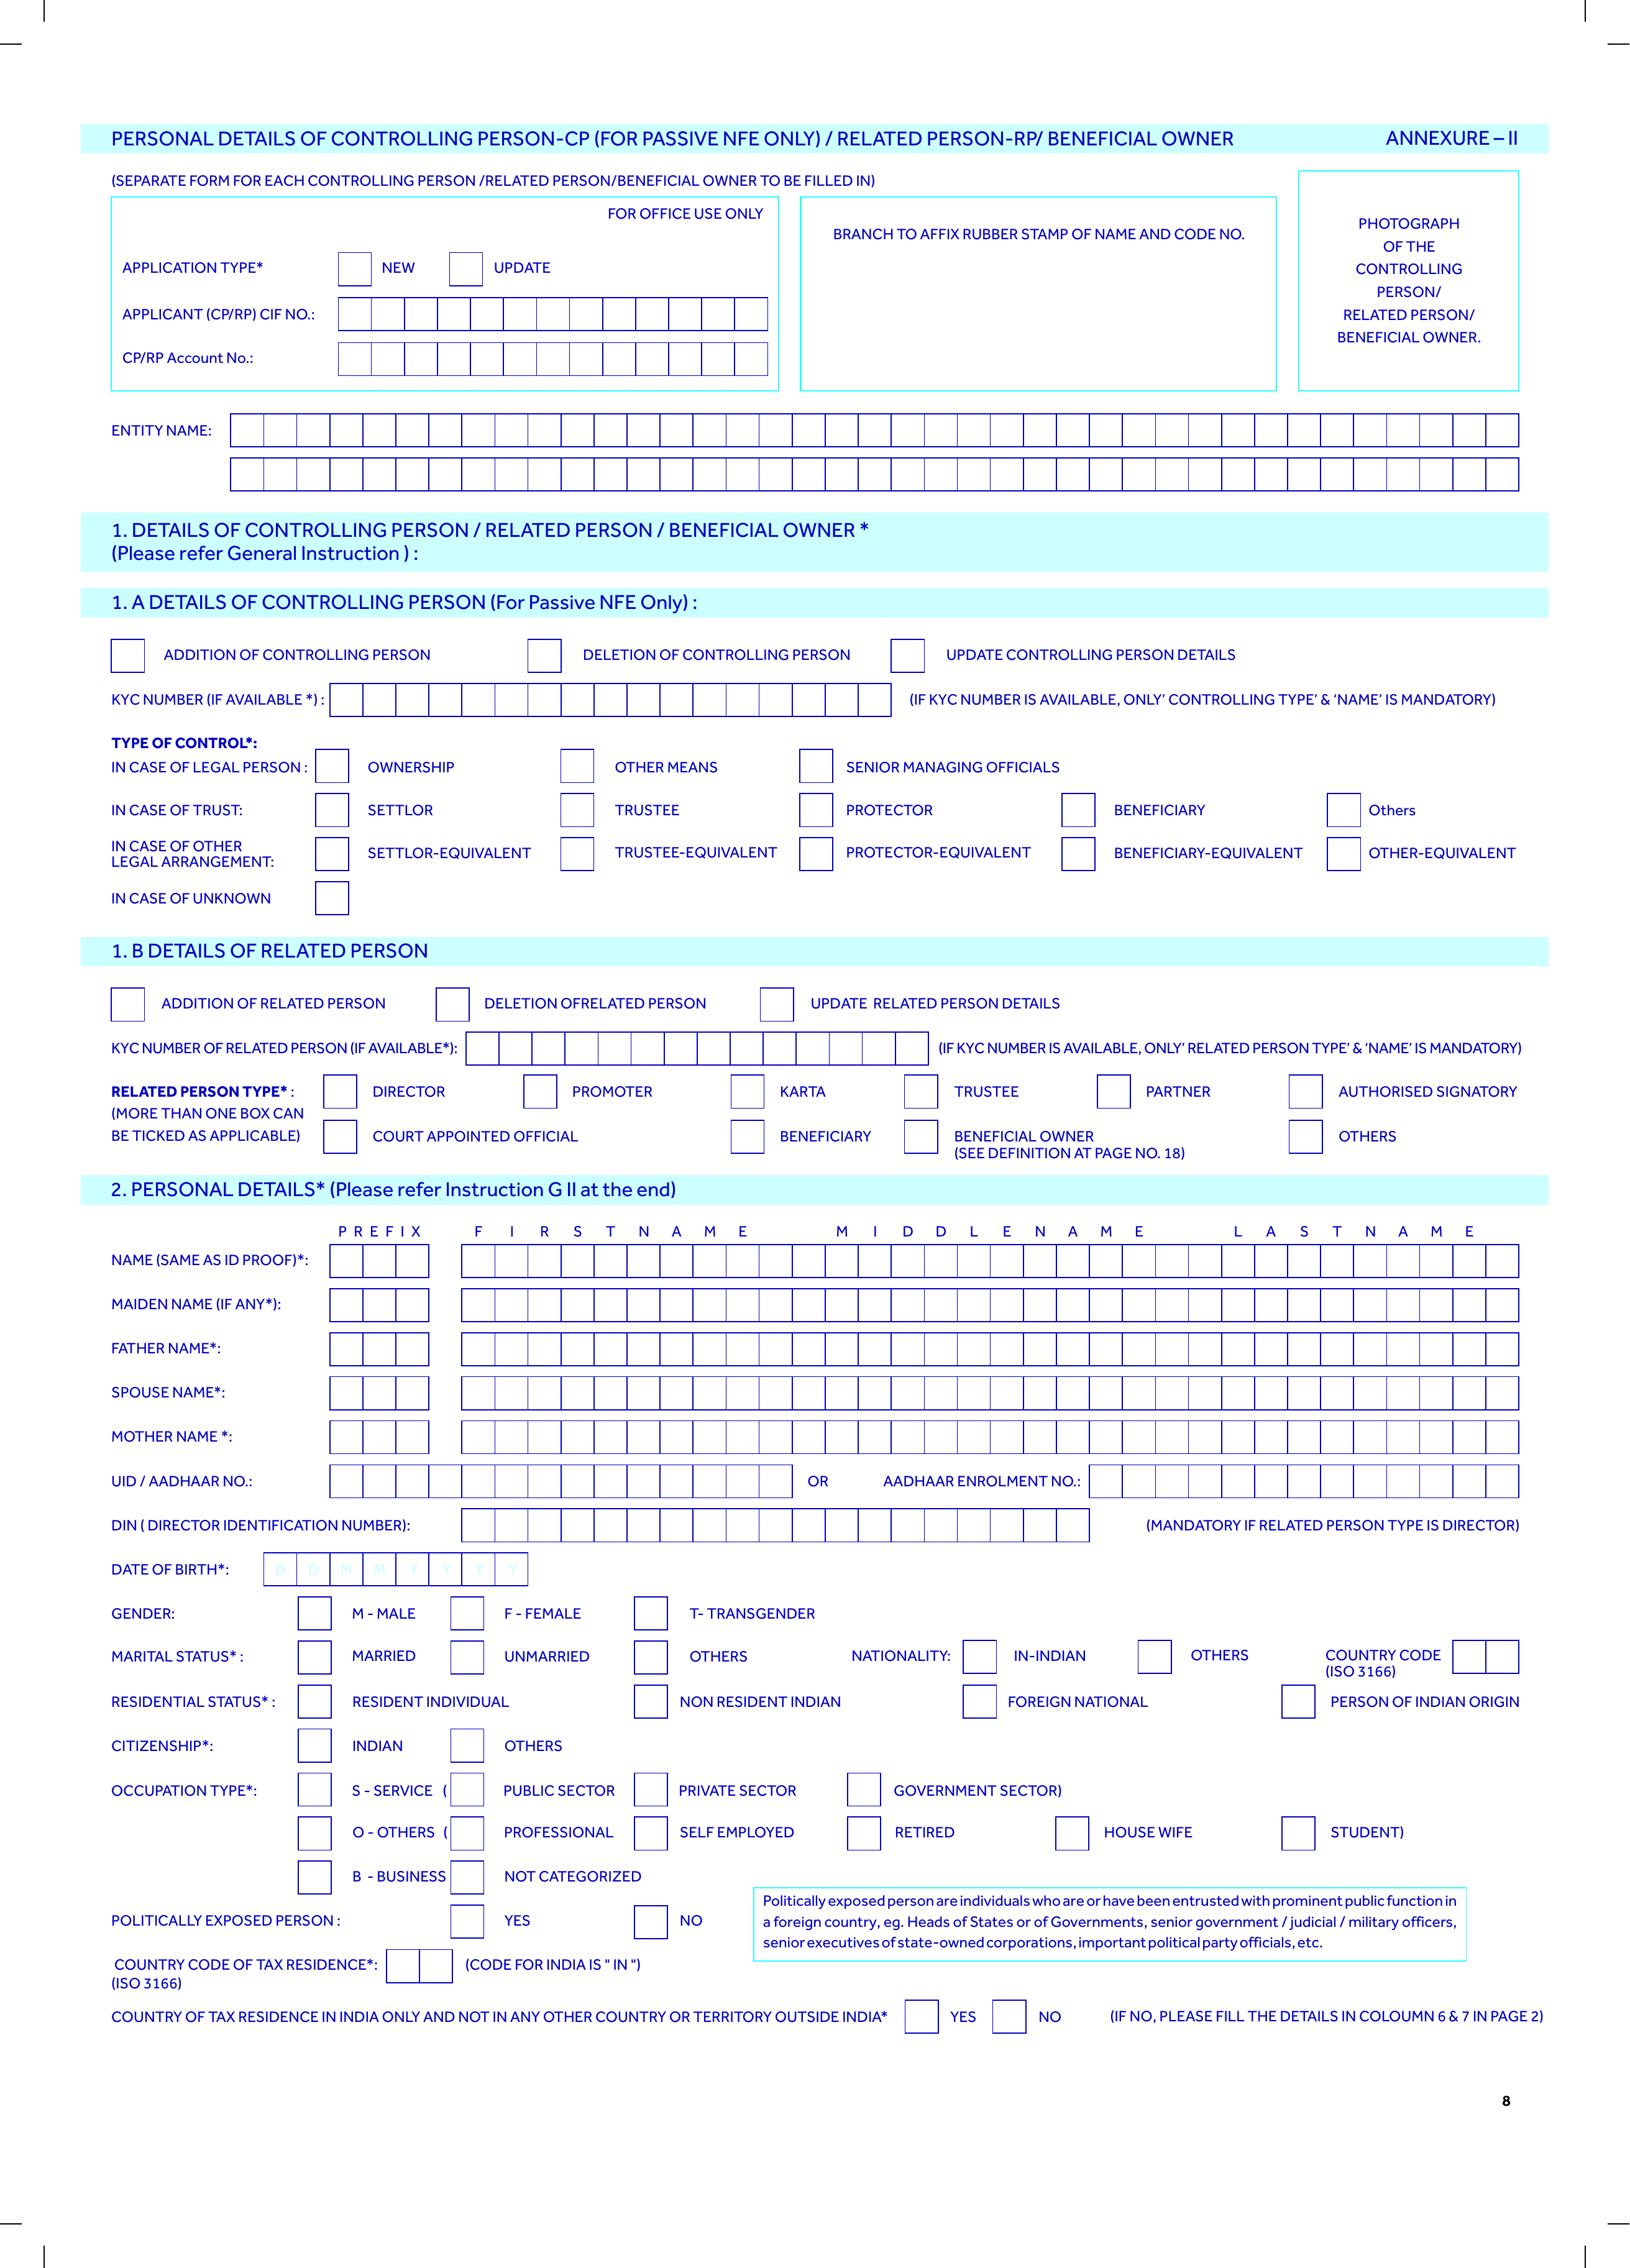 PERSONAL DETAILS OF CONTROLLING PERSON-CP (FOR PASSIVE NFE ONLY) / RELATED PERSON-RP/ BENEFICIAL OWNER ANNEXURE – II
(SEPARATE FORM FOR EACH CONTROLLING PERSON /RELATED PERSON/BENEFICIAL OWNER TO BE FILLED IN)
FOR OFFICE USE ONLY
APPLICATION TYPE* NEW UPDATE
APPLICANT (CP/RP) CIF NO.:
CP/RP Account No.:
BRANCH TO AFFIX RUBBER STAMP OF NAME AND CODE NO.
PHOTOGRAPH
OF THE
CONTROLLING
PERSON/
RELATED PERSON/
BENEFICIAL OWNER.
ENTITY NAME:
1. DETAILS OF CONTROLLING PERSON / RELATED PERSON / BENEFICIAL OWNER *
(Please refer General Instruction ) :
1. A DETAILS OF CONTROLLING PERSON (For Passive NFE Only) :
ADDITION OF CONTROLLING PERSON DELETION OF CONTROLLING PERSON UPDATE CONTROLLING PERSON DETAILS
KYC NUMBER (IF AVAILABLE *) : (IF KYC NUMBER IS AVAILABLE, ONLY’ CONTROLLING TYPE’ & ‘NAME’ IS MANDATORY)
TYPE OF CONTROL*:
IN CASE OF LEGAL PERSON : OWNERSHIP OTHER MEANS SENIOR MANAGING OFFICIALS
IN CASE OF TRUST: SETTLOR TRUSTEE PROTECTOR BENEFICIARY Others
IN CASE OF OTHER
LEGAL ARRANGEMENT: SETTLOR-EQUIVALENT TRUSTEE-EQUIVALENT PROTECTOR-EQUIVALENT BENEFICIARY-EQUIVALENT OTHER-EQUIVALENT
IN CASE OF UNKNOWN
1. B DETAILS OF RELATED PERSON
ADDITION OF RELATED PERSON DELETION OFRELATED PERSON UPDATE RELATED PERSON DETAILS
KYC NUMBER OF RELATED PERSON (IF AVAILABLE*): (IF KYC NUMBER IS AVAILABLE, ONLY’ RELATED PERSON TYPE’ & ‘NAME’ IS MANDATORY)
RELATED PERSON TYPE* : DIRECTOR PROMOTER KARTA TRUSTEE PARTNER AUTHORISED SIGNATORY
(MORE THAN ONE BOX CAN
BE TICKED AS APPLICABLE) COURT APPOINTED OFFICIAL BENEFICIARY BENEFICIAL OWNER OTHERS
(SEE DEFINITION AT PAGE NO. 18)
2. PERSONAL DETAILS* (Please refer Instruction G II at the end)
P R E F I X F I R S T N A M E M I D D L E N A M E L A S T N A M E
NAME (SAME AS ID PROOF)*:
MAIDEN NAME (IF ANY*):
FATHER NAME*:
SPOUSE NAME*:
MOTHER NAME *:
UID / AADHAAR NO.: OR AADHAAR ENROLMENT NO.:
DIN ( DIRECTOR IDENTIFICATION NUMBER): (MANDATORY IF RELATED PERSON TYPE IS DIRECTOR)
DATE OF BIRTH*: D D M M Y Y Y Y
GENDER: M - MALE F - FEMALE T- TRANSGENDER
MARITAL STATUS* : MARRIED UNMARRIED OTHERS NATIONALITY: IN-INDIAN OTHERS COUNTRY CODE
(ISO 3166)
RESIDENTIAL STATUS* : RESIDENT INDIVIDUAL NON RESIDENT INDIAN FOREIGN NATIONAL PERSON OF INDIAN ORIGIN
CITIZENSHIP*: INDIAN OTHERS
OCCUPATION TYPE*: S - SERVICE ( PUBLIC SECTOR PRIVATE SECTOR GOVERNMENT SECTOR)
O - OTHERS ( PROFESSIONAL SELF EMPLOYED RETIRED HOUSE WIFE STUDENT)
B - BUSINESS NOT CATEGORIZED
POLITICALLY EXPOSED PERSON : YES NO
Politically exposed person are individuals who are or have been entrusted with prominent public function in
a foreign country, eg. Heads of States or of Governments, senior government / judicial / military officers,
senior executives of state-owned corporations, important political party officials, etc.
COUNTRY CODE OF TAX RESIDENCE*: (CODE FOR INDIA IS " IN ")
(ISO 3166)
COUNTRY OF TAX RESIDENCE IN INDIA ONLY AND NOT IN ANY OTHER COUNTRY OR TERRITORY OUTSIDE INDIA* YES NO (IF NO, PLEASE FILL THE DETAILS IN COLOUMN 6 & 7 IN PAGE 2)
8